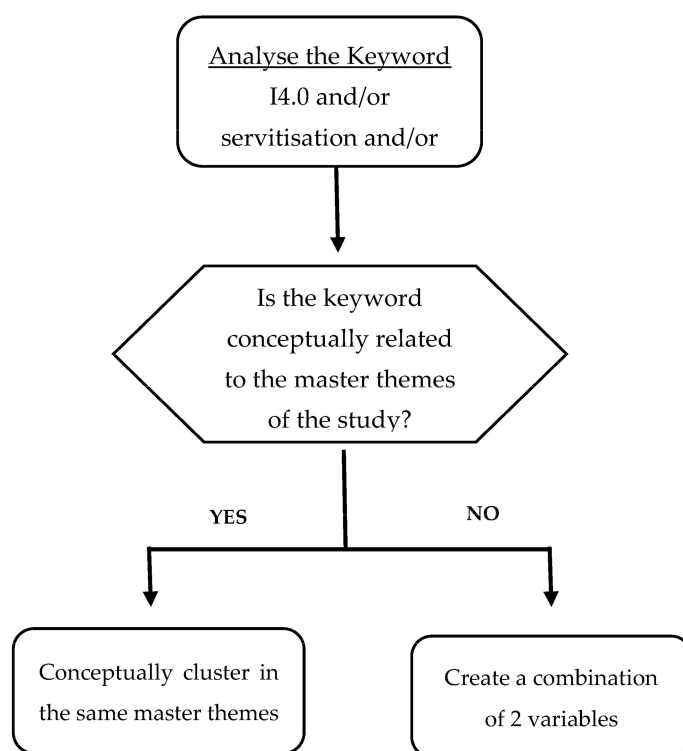 Analyse the Keyword
I4.0 and/or
servitisation and/or
Is the keyword
conceptually related
to the master themes
of the study?
YES
NO
Conceptually cluster in
the same master themes
Create a combination
of 2 variables